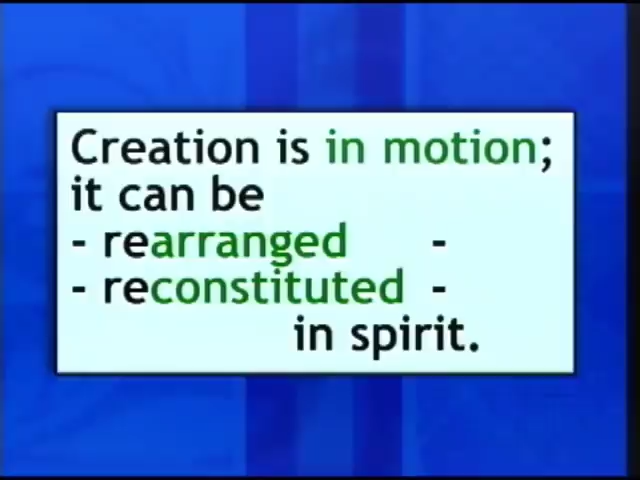 Creation is in motion;
it can be
- rearranged -
- reconstituted -
in spirit.